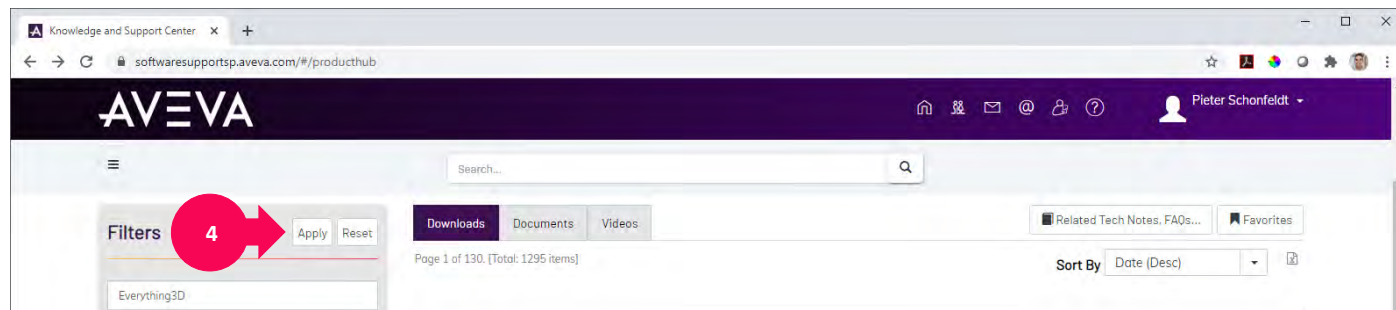 Knowledge and Support Center
softwaresupportsp.aveva.com/#/producthub
AVEVA
@
?
Pieter Schonfeldt
Search...
Filters
4
Apply
Reset
Downloads
Documents
Videos
Related Tech Notes, FAQs...
Favorites
Page 1 of 130. [Total: 1295 items]
Sort By
Date (Desc)
Everything3D